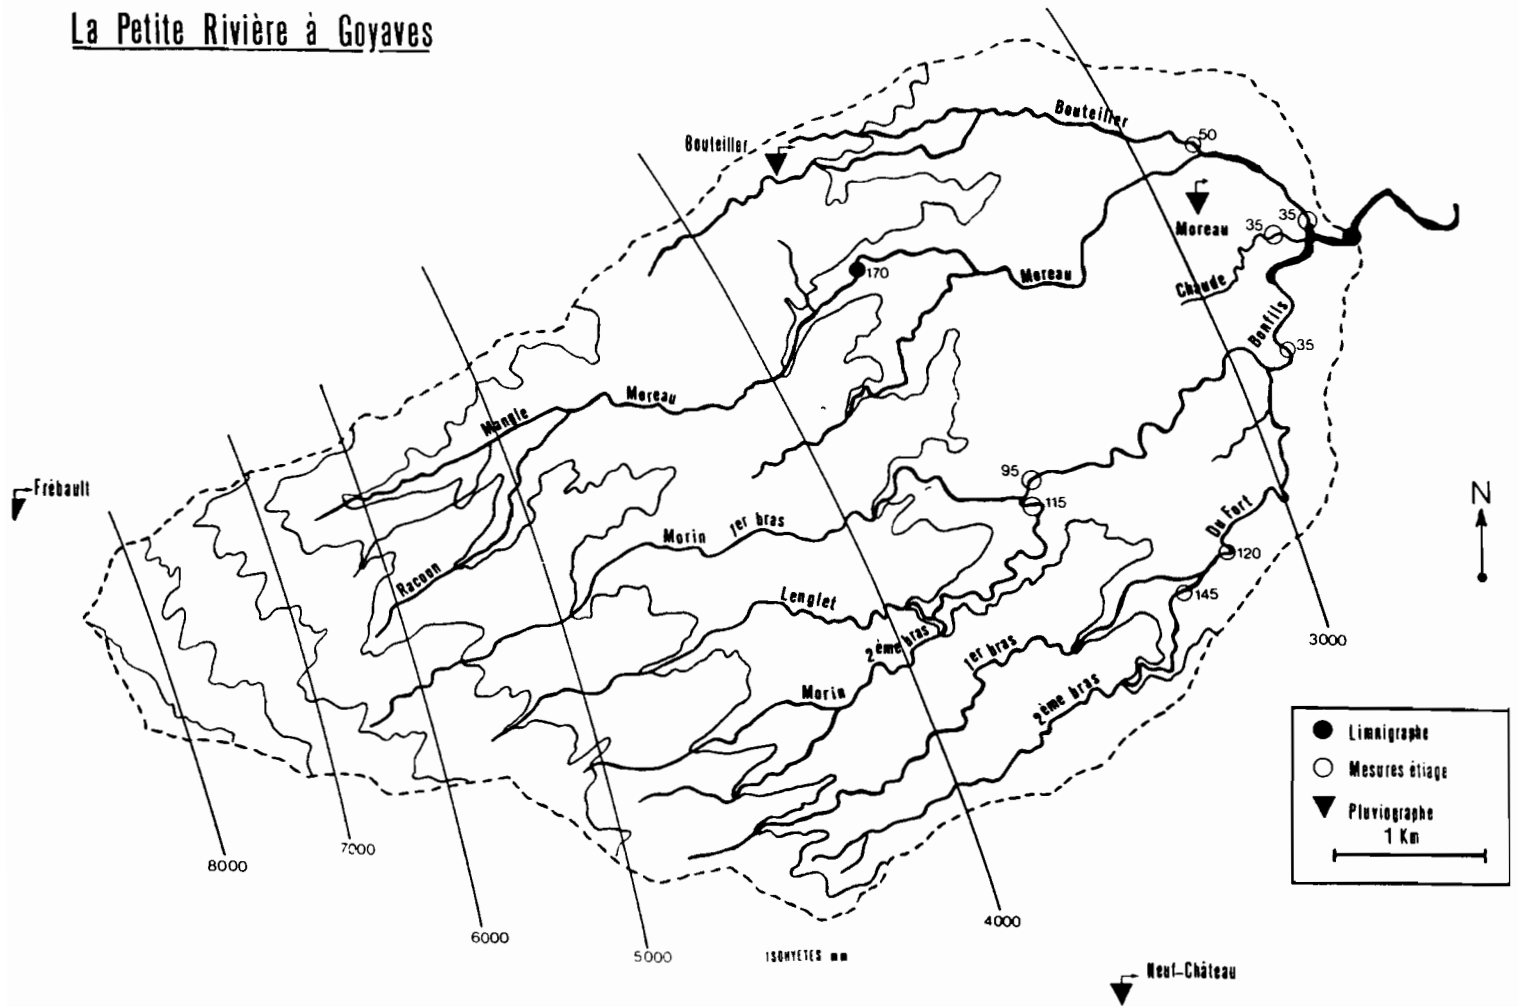 La Petite Rivière à Goyaves
Bouteiller
Bouteiller
50
Moreau
35
35
170
Moreau
Chaude
Bonfils
35
Mangle
Moreau
Frébault
95
115
N
Morin
1er bras
Du Fort
120
Racoon
145
Lenglet
2ème bras
1er bras
3000
Morin
2ème bras
Limnigraphe
Mesures étiage
Pluviographe
1 Km
7000
8000
4000
6000
5000
ISOHYETES mm
Neuf-Château